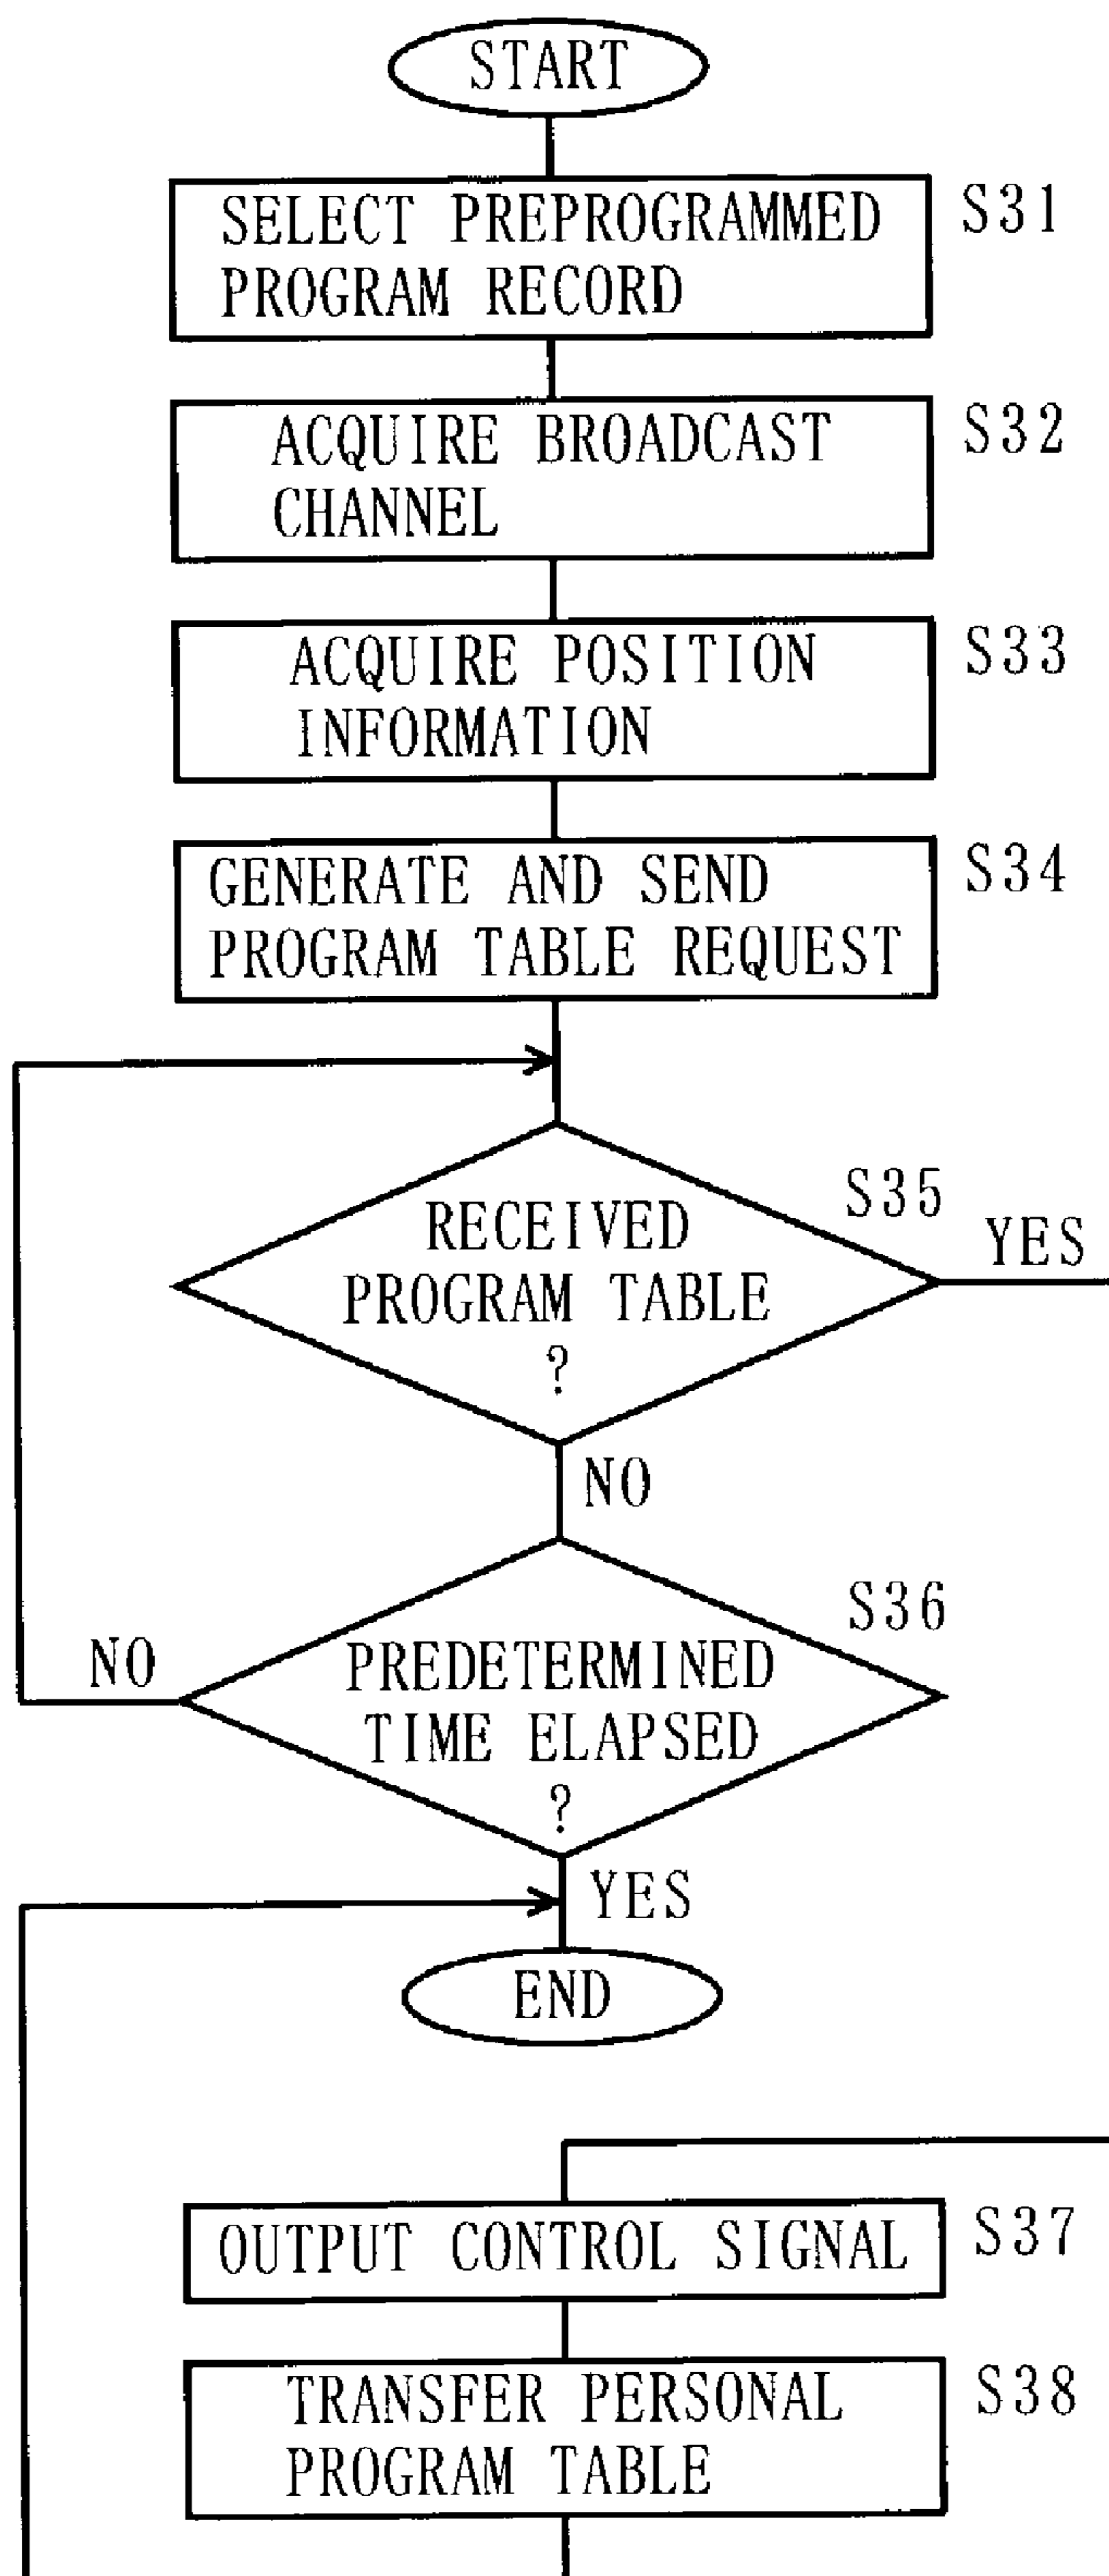 START
SELECT PREPROGRAMMED
PROGRAM RECORD
S31
ACQUIRE BROADCAST
CHANNEL
S32
ACQUIRE POSITION
INFORMATION
S33
GENERATE AND SEND
PROGRAM TABLE REQUEST
S34
RECEIVED
PROGRAM TABLE
?
S35
YES
NO
PREDETERMINED
TIME ELAPSED
?
S36
NO
YES
END
OUTPUT CONTROL SIGNAL
S37
TRANSFER PERSONAL
PROGRAM TABLE
S38